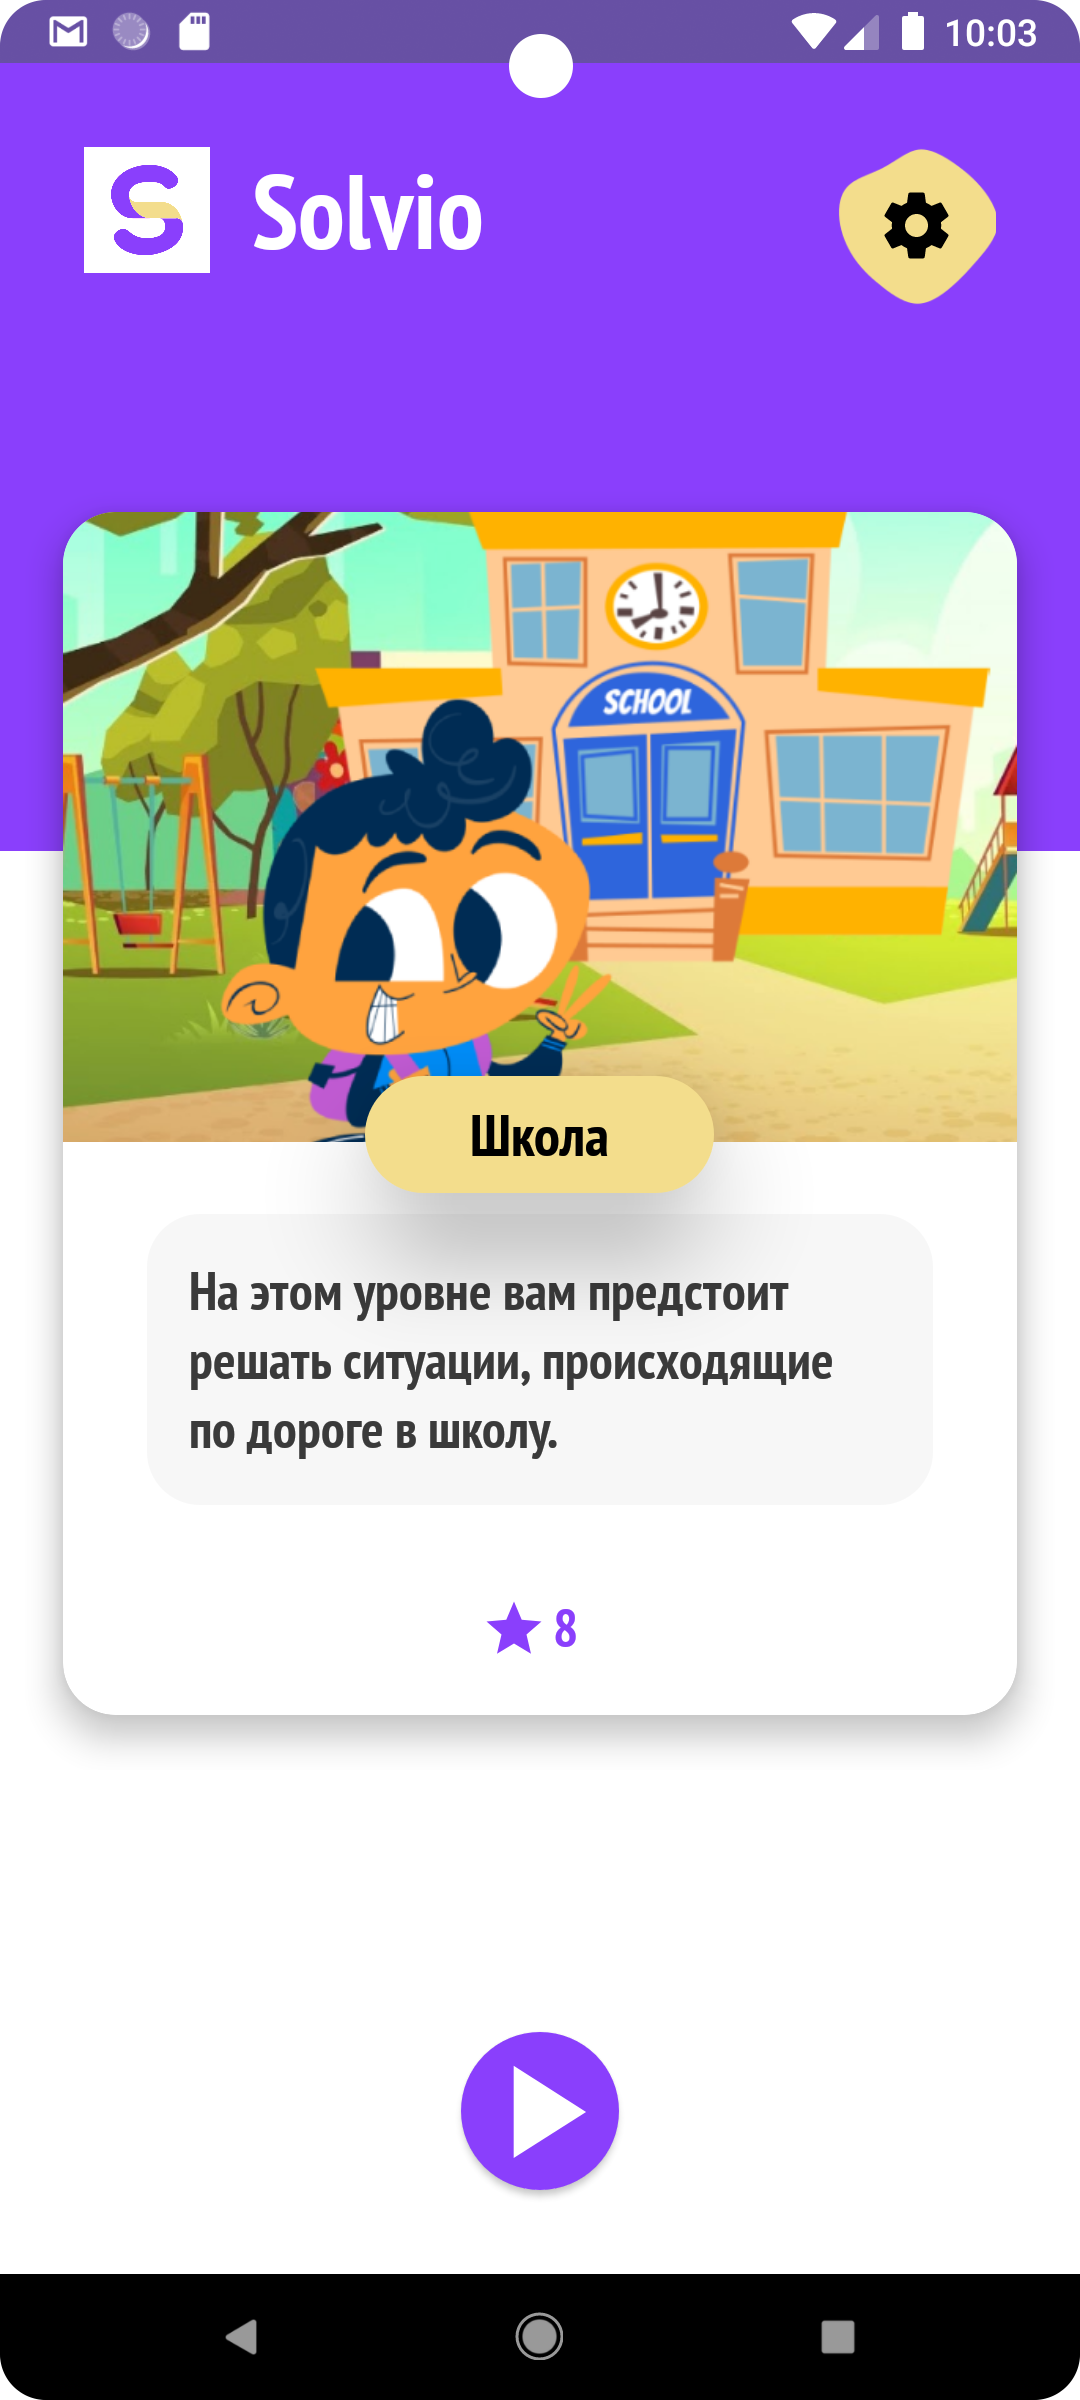 10:03
Solvio
SCHOOL
Школа
На этом уровне вам предстоит
решать ситуации, происходящие
по дороге в школу.
8